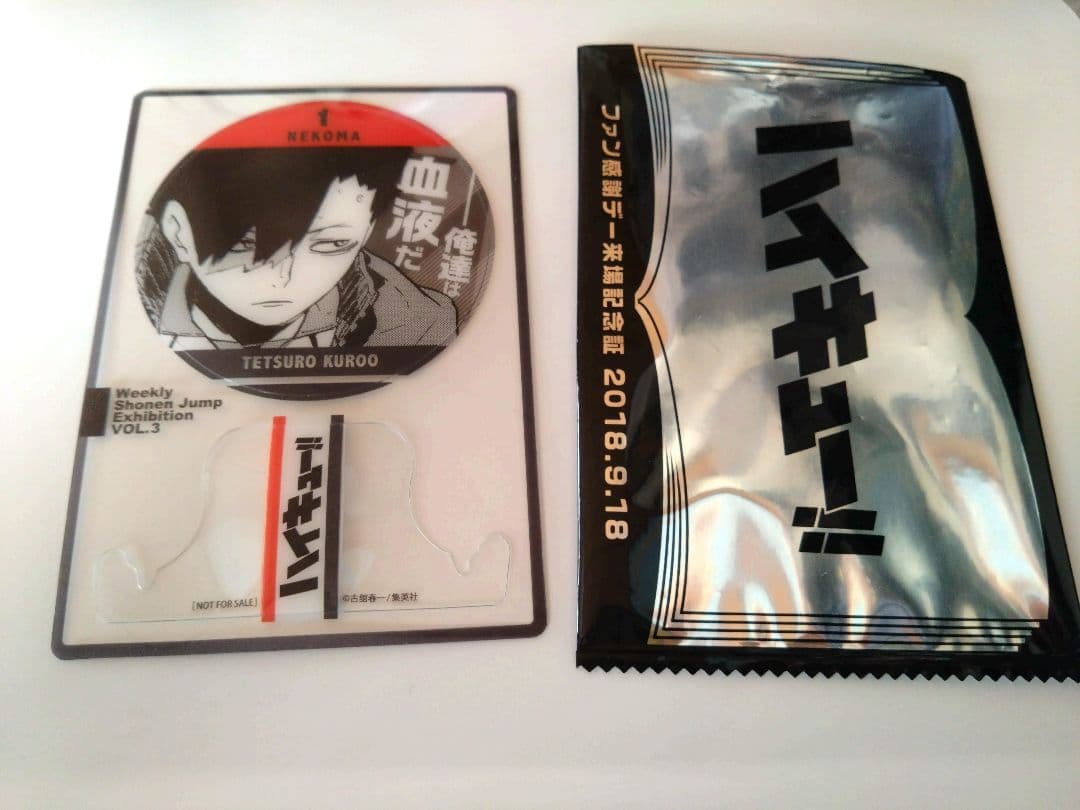 1
NEKOMA
俺達は
血液だ
TETSURO KUROO
Weekly
Shonen Jump
Exhibition
VOL.3
ハイキュー!!
[NOT FOR SALE]
©古舘春一/集英社
ファン感謝デー来場記念証 2018.9.18
ハイキュー!!